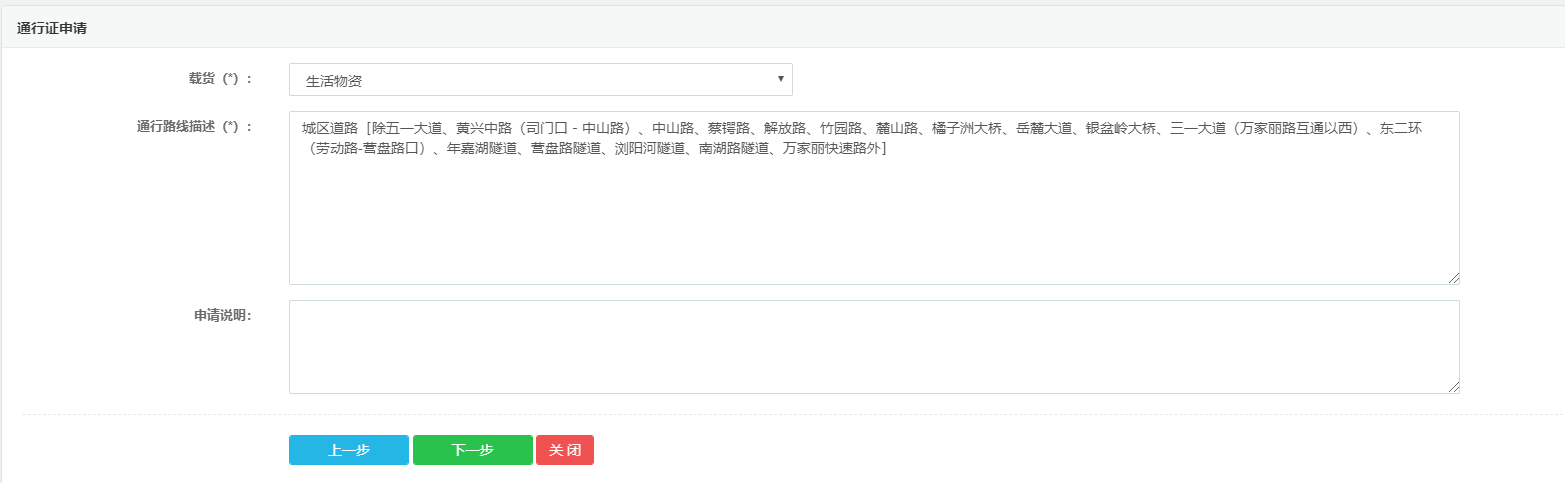 通行证申请
载货（*）：
生活物资
通行路线描述（*）：
城区道路［除五一大道、黄兴中路（司门口－中山路）、中山路、蔡锷路、解放路、竹园路、麓山路、橘子洲大桥、岳麓大道、银盆岭大桥、三一大道（万家丽路互通以西）、东二环
（劳动路-营盘路口）、年嘉湖隧道、营盘路隧道、浏阳河隧道、南湖路隧道、万家丽快速路外］
申请说明：
上一步
下一步
关 闭